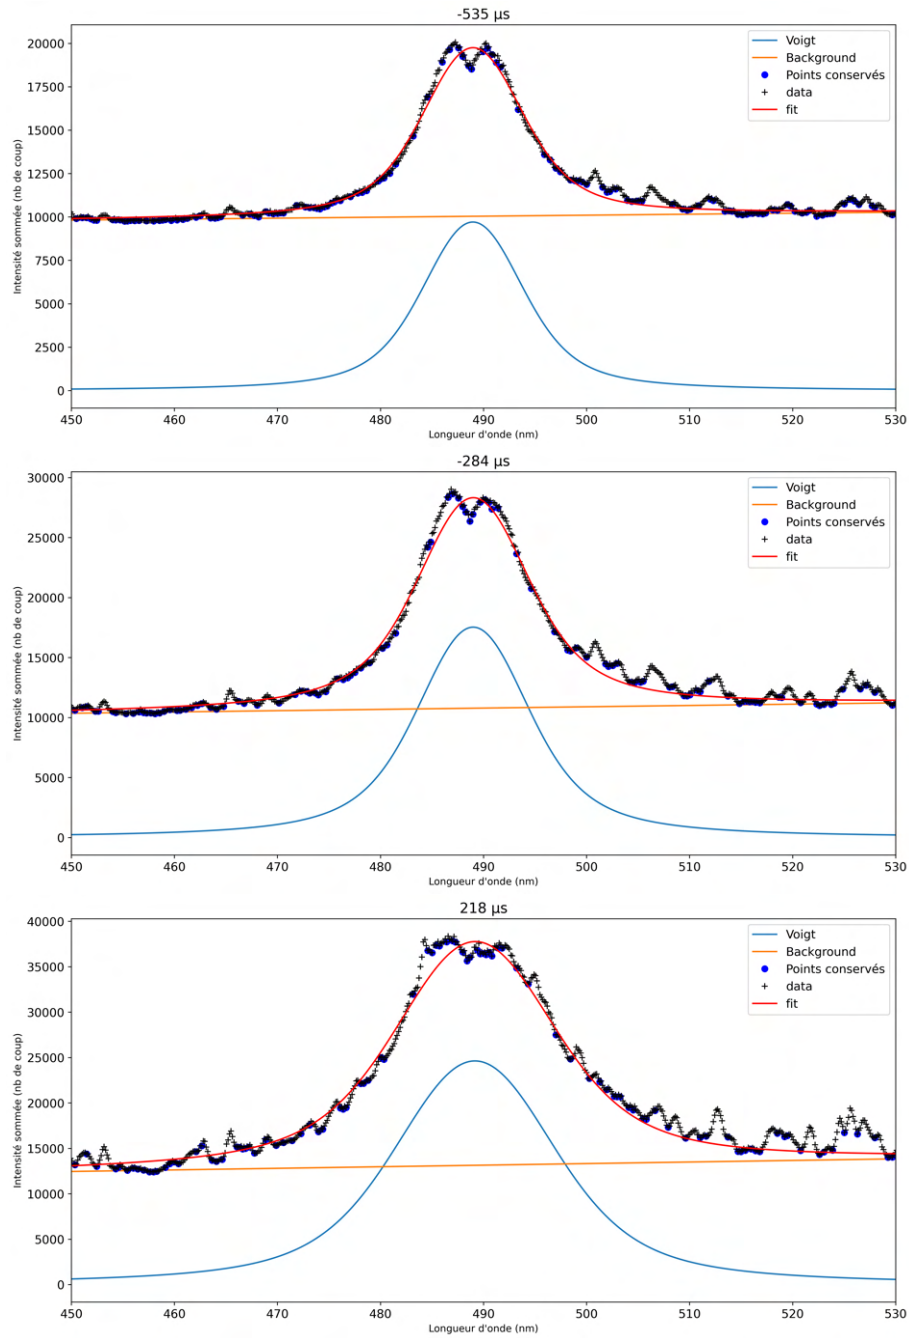 -535 µs
20000
17500
15000
12500
10000
7500
5000
2500
0
Intensité sommée (nb de coup)
Voigt
Background
Points conservés
data
fit
450 460 470 480 490 500 510 520 530
Longueur d'onde (nm)
-284 µs
30000
25000
20000
15000
10000
5000
0
Intensité sommée (nb de coup)
Voigt
Background
Points conservés
data
fit
450 460 470 480 490 500 510 520 530
Longueur d'onde (nm)
218 µs
40000
35000
30000
25000
20000
15000
10000
5000
0
Intensité sommée (nb de coup)
Voigt
Background
Points conservés
data
fit
450 460 470 480 490 500 510 520 530
Longueur d'onde (nm)